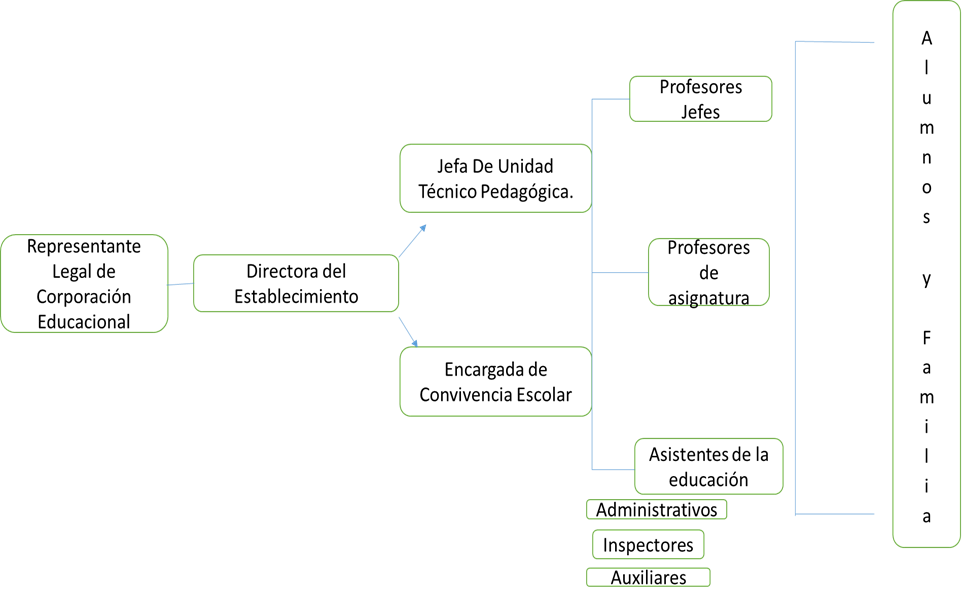 Representante
Legal de
Corporación
Educacional
Directora del
Establecimiento
Jefa De Unidad
Técnico Pedagógica.
Encargada de
Convivencia Escolar
Profesores
Jefes
Profesores
de
asignatura
Asistentes de la
educación
Administrativos
Inspectores
Auxiliares
A
l
u
m
n
o
s
y
F
a
m
i
l
i
a